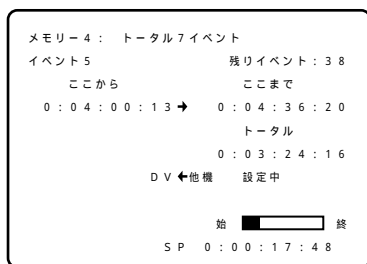 メモリー4: トータル7イベント
イベント5 残りイベント:38
ここから ここまで
0:04:00:13➔ 0:04:36:20
トータル
0:03:24:16
DV←他機 設定中
始 終
SP 0:00:17:48